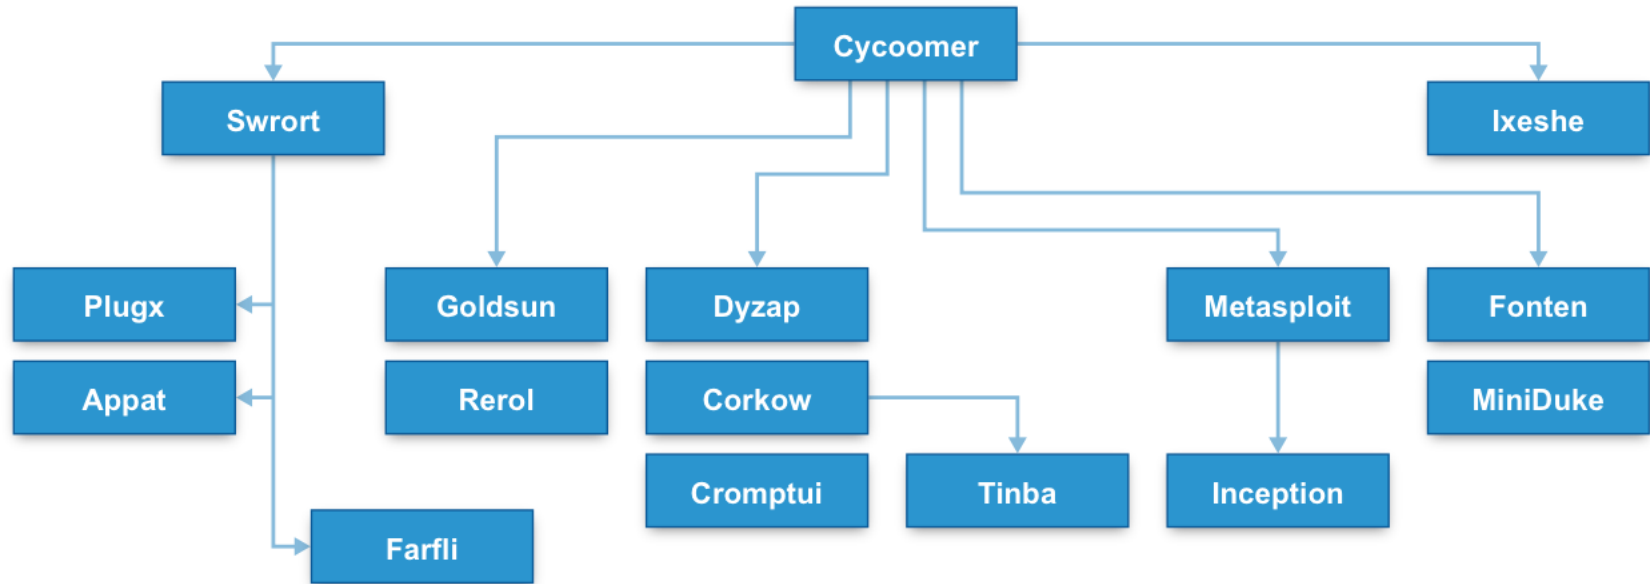 Cycoomer
Swrort
Ixeshe
Plugx
Goldsun
Dyzap
Metasploit
Fonten
Appat
Rerol
Corkow
MiniDuke
Cromptui
Tinba
Inception
Farfli